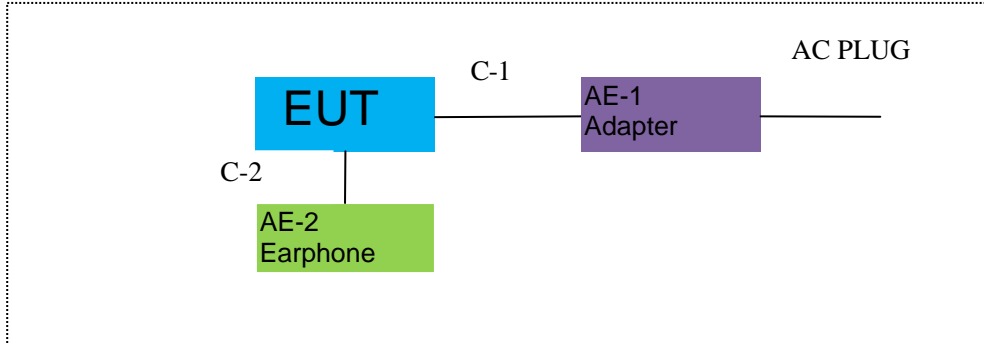 AC PLUG
C-1
EUT
AE-1
Adapter
C-2
AE-2
Earphone